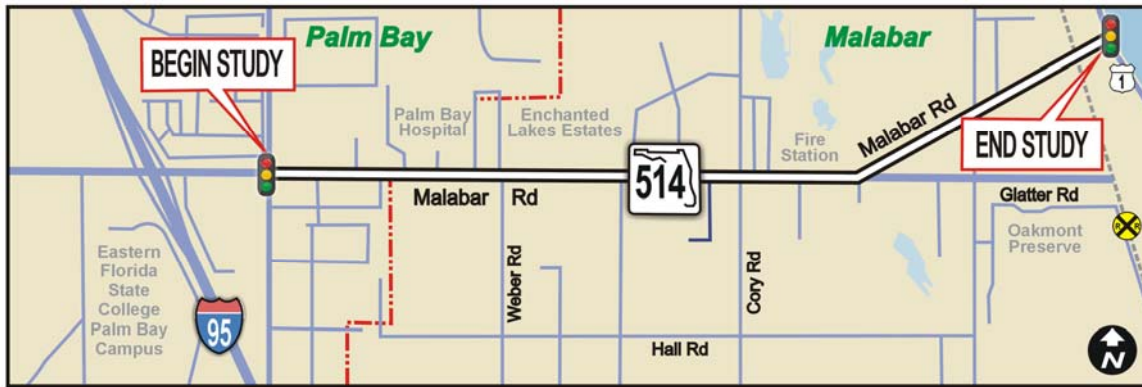 Palm Bay
Malabar
BEGIN STUDY
1
Malabar Rd
END STUDY
Palm Bay
Hospital
Enchanted
Lakes Estates
Fire
Station
514
Malabar Rd
Glatter Rd
Oakmont
Preserve
R R
Eastern
Florida
State
College
Palm Bay
Campus
Weber Rd
Cory Rd
95
Hall Rd
N